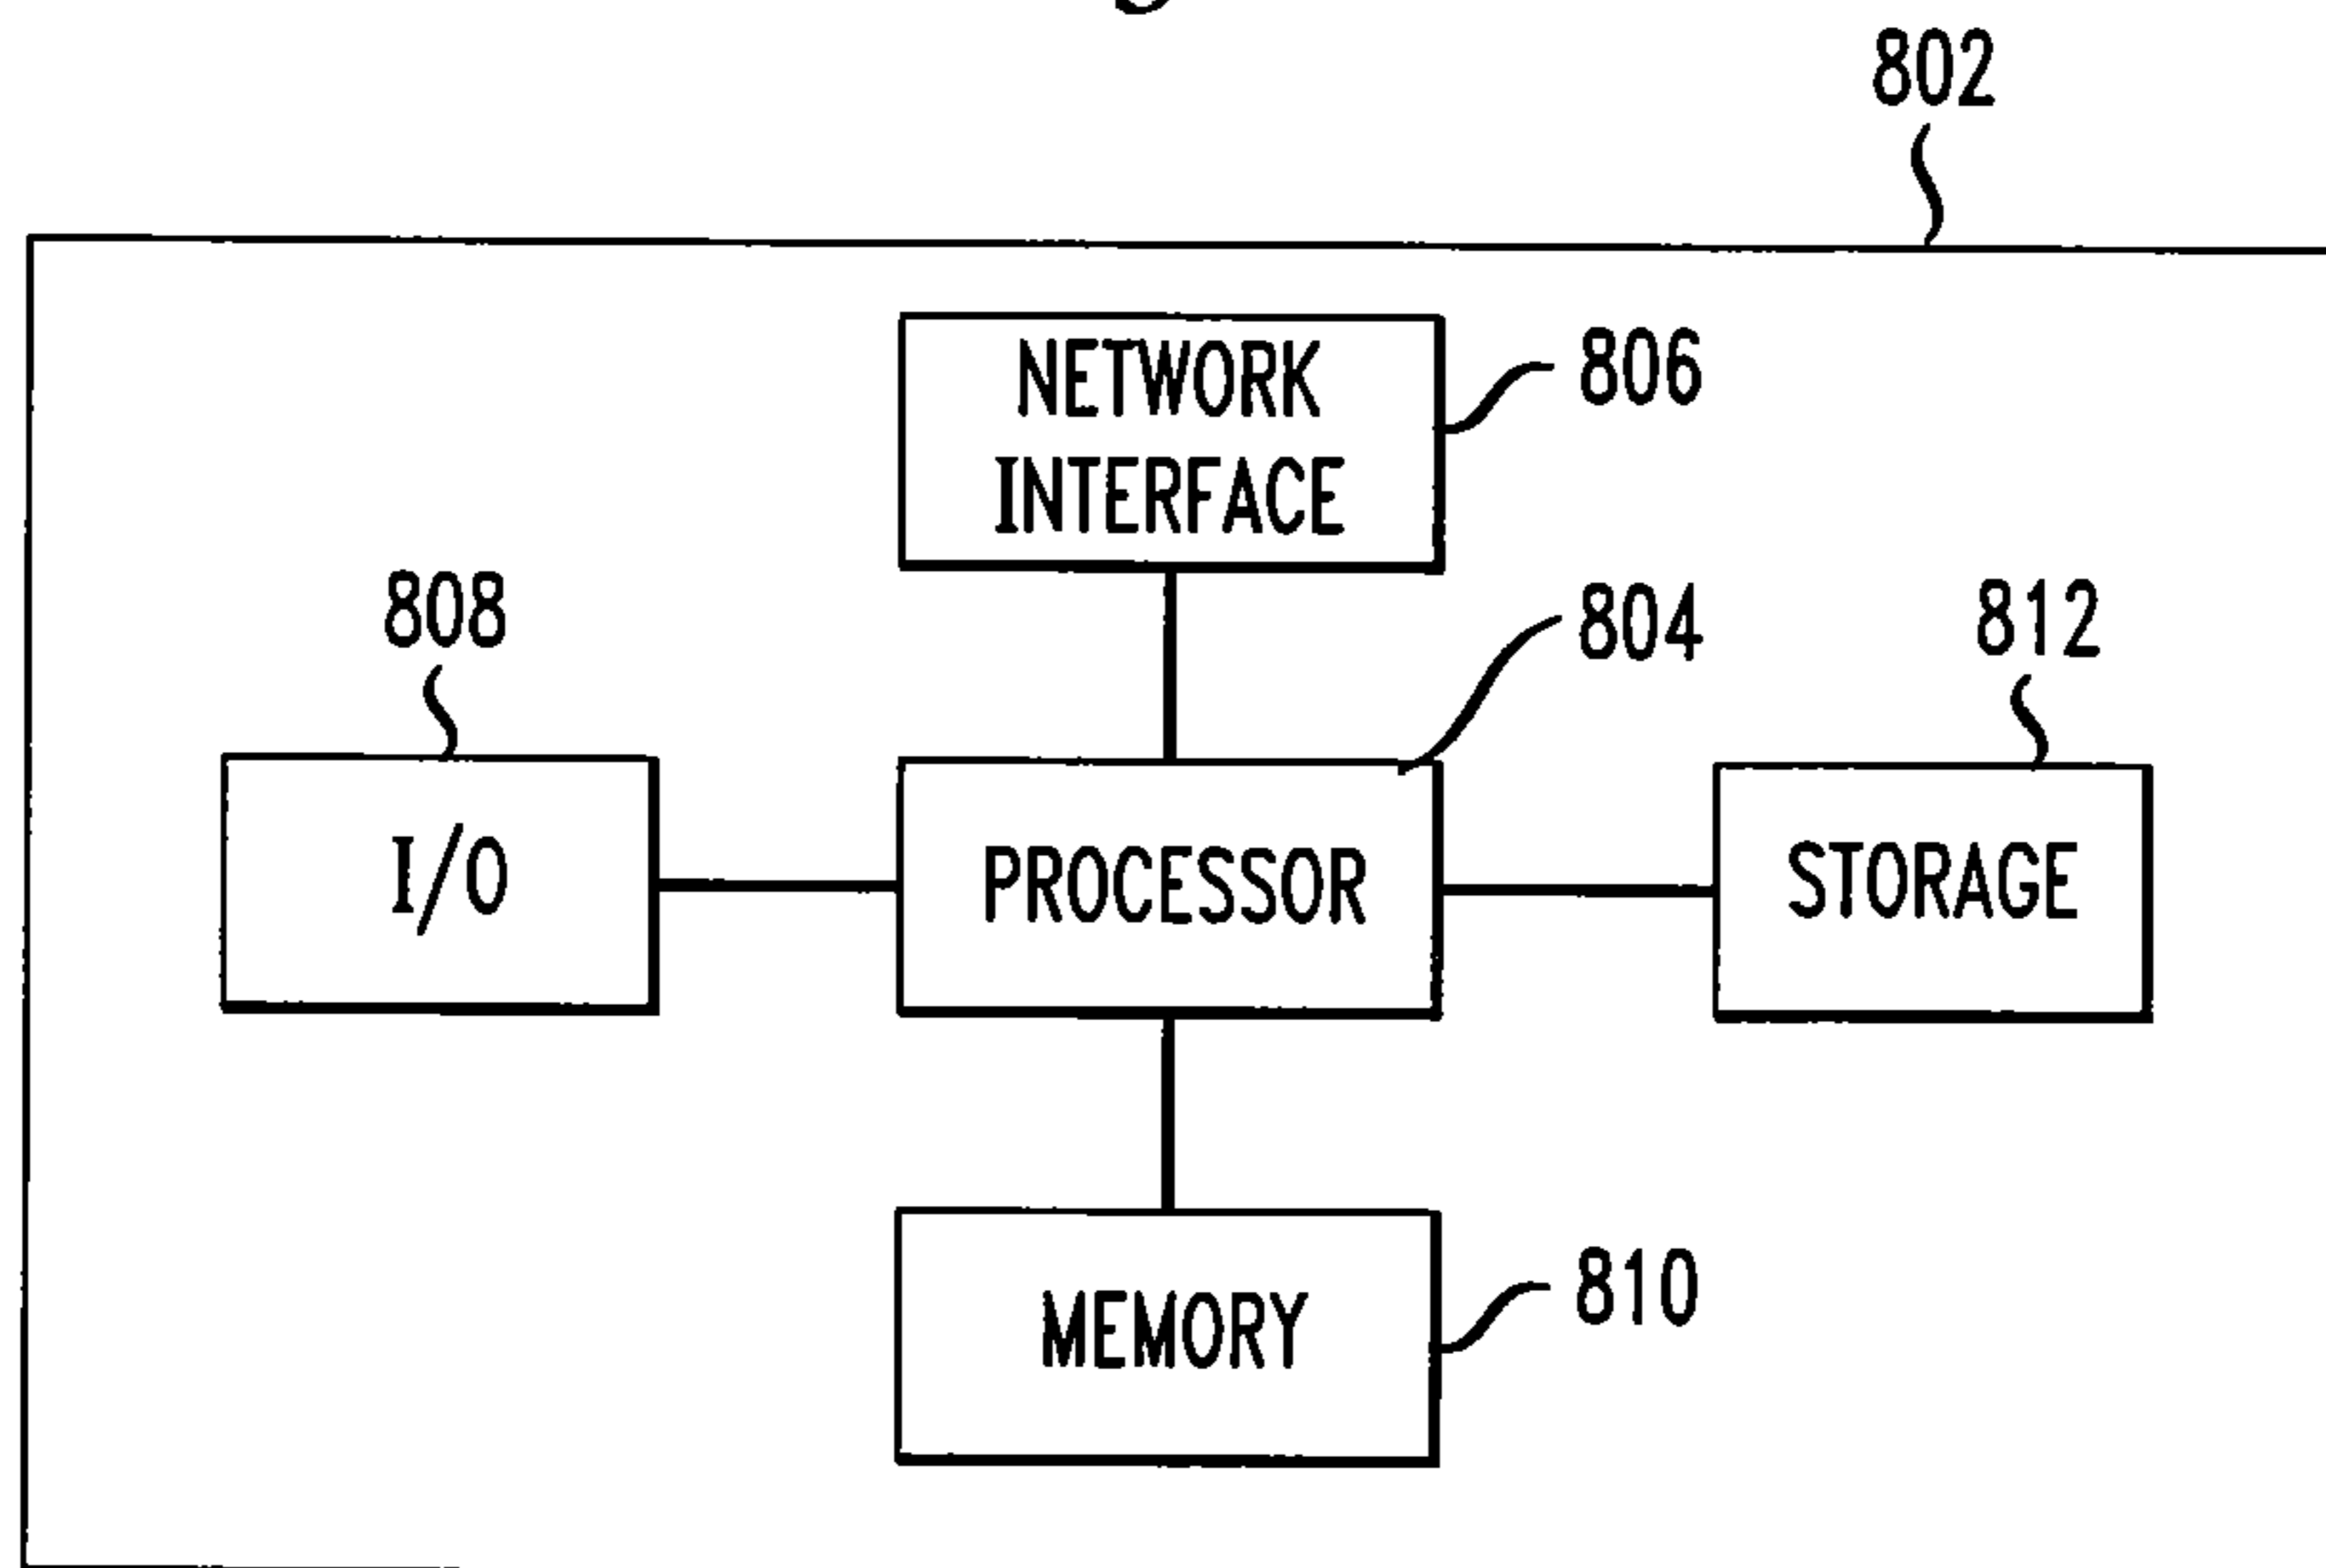 802
NETWORK
INTERFACE
806
808
804
812
I/O
PROCESSOR
STORAGE
MEMORY
810